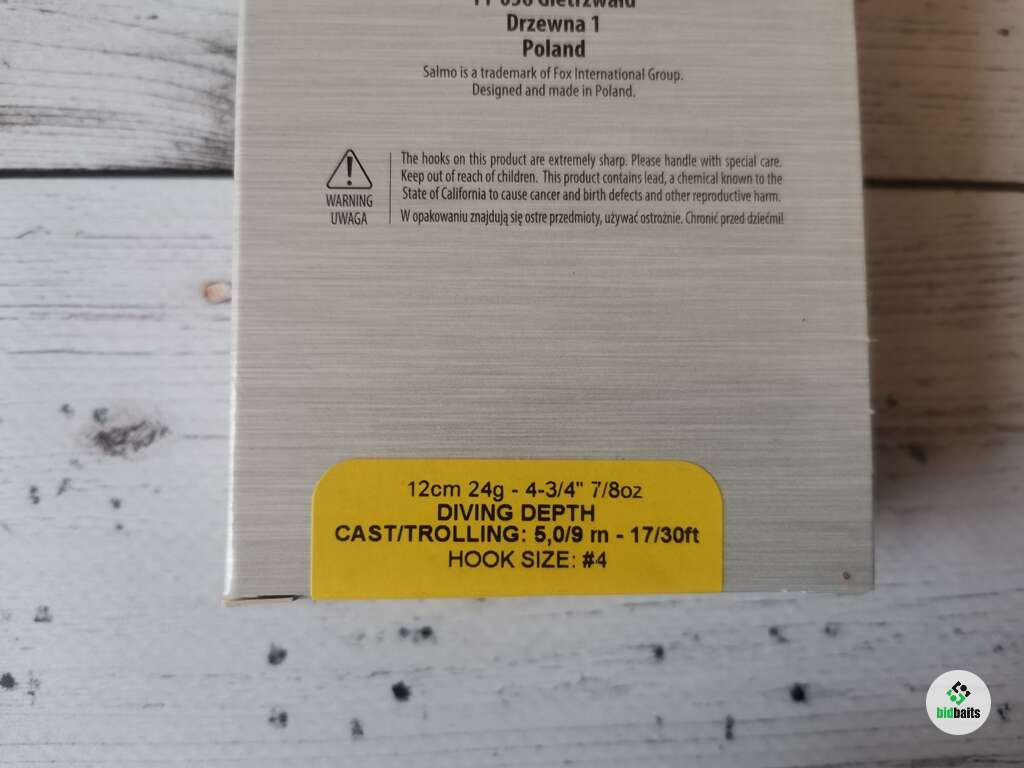 Drzewna 1
Poland
Salmo is a trademark of Fox International Group.
Designed and made in Poland.
The hooks on this product are extremely sharp. Please handle with special care.
Keep out of reach of children. This product contains lead, a chemical known to the
State of California to cause cancer and birth defects and other reproductive harm.
WARNING
UWAGA
W opakowaniu znajdują się ostre przedmioty, używać ostrożnie. Chronić przed dziećmi!
12cm 24g - 4-3/4" 7/8oz
DIVING DEPTH
CAST/TROLLING: 5,0/9 m - 17/30ft
HOOK SIZE: #4
bidbaits